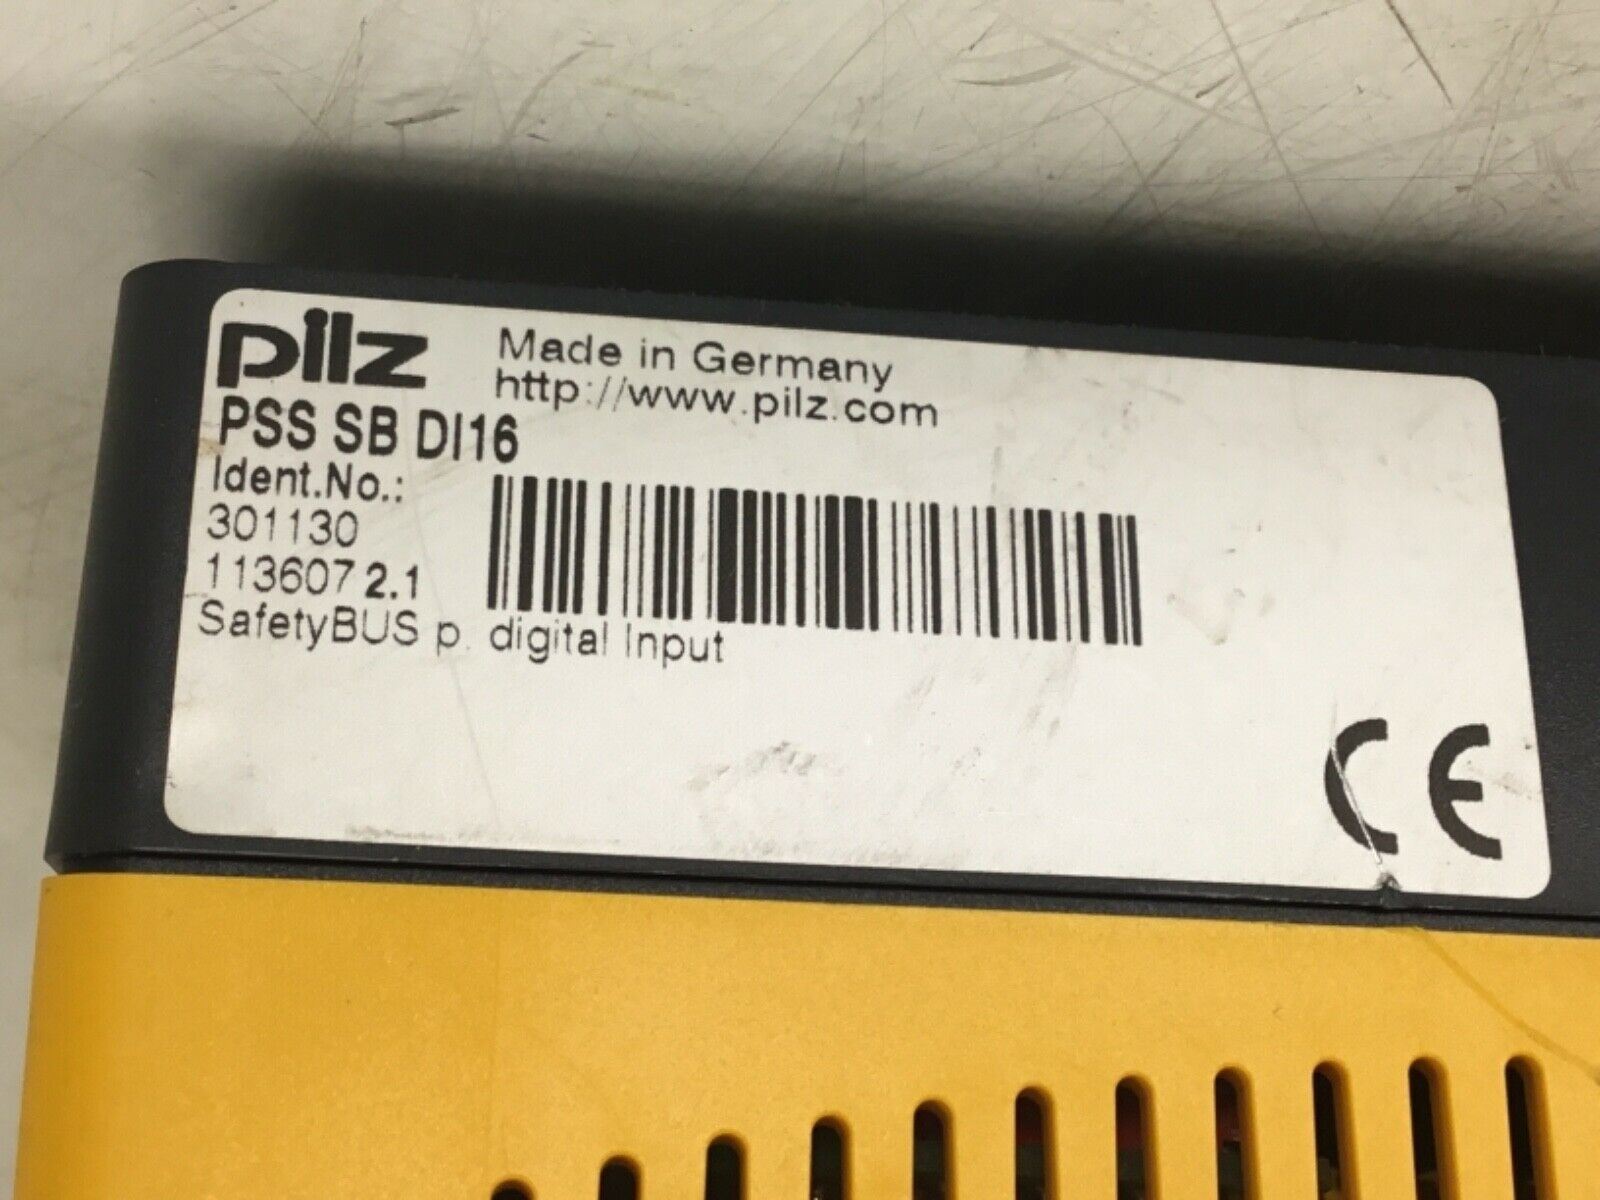 pilz
Made in Germany
http://www.pilz.com
PSS SB DI16
Ident.No.:
301130
113607 2.1
SafetyBUS p. digital Input
CE